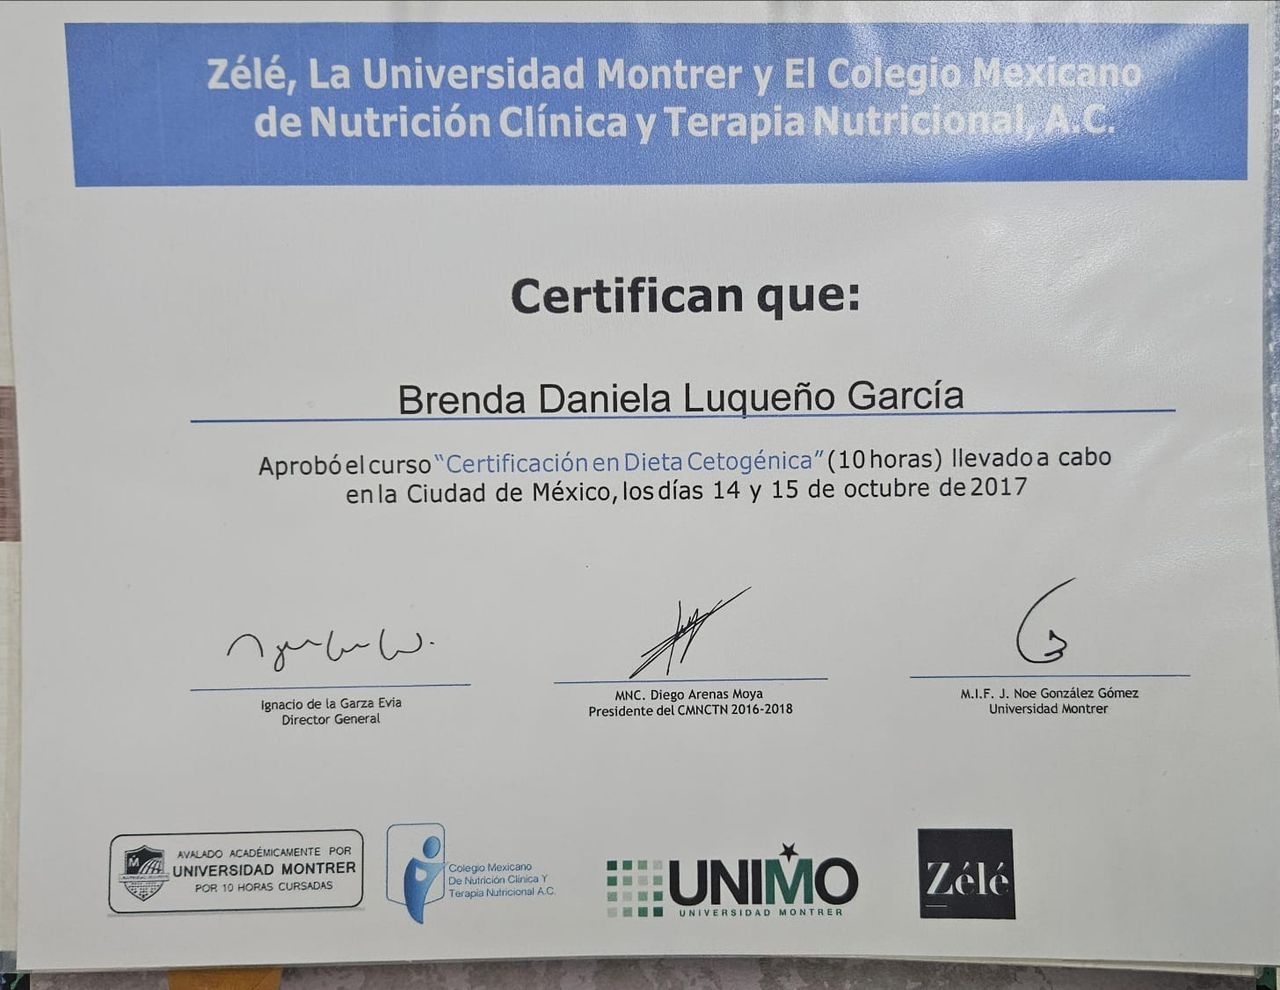 Zélé, La Universidad Montrer y El Colegio Mexicano
de Nutrición Clínica y Terapia Nutricional, A.C.
Certifican que:
Brenda Daniela Luqueño García
Aprobó el curso "Certificación en Dieta Cetogénica" (10 horas) llevado a cabo
en la Ciudad de México, los días 14 y 15 de octubre de 2017
Ignacio de la Garza Evia
Director General
MNC. Diego Arenas Moya
Presidente del CMNCTN 2016-2018
M.I.F. J. Noe González Gómez
Universidad Montrer
AVALADO ACADÉMICAMENTE POR
UNIVERSIDAD MONTRER
POR 10 HORAS CURSADAS
Colegio Mexicano
De Nutrición Clínica Y
Terapia Nutricional A.C.
UNIMO
UNIVERSIDAD MONTRER
Zélé